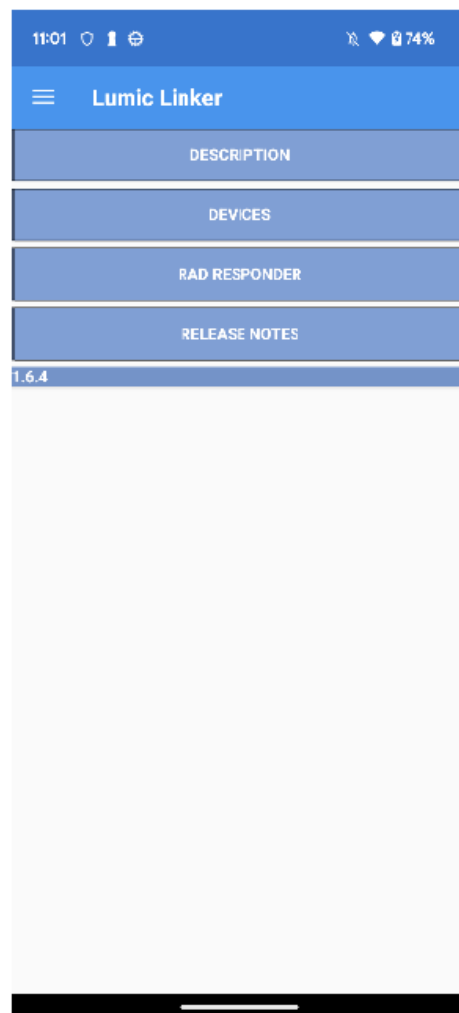 11:01 74%
Lumic Linker
DESCRIPTION
DEVICES
RAD RESPONDER
RELEASE NOTES
1.6.4